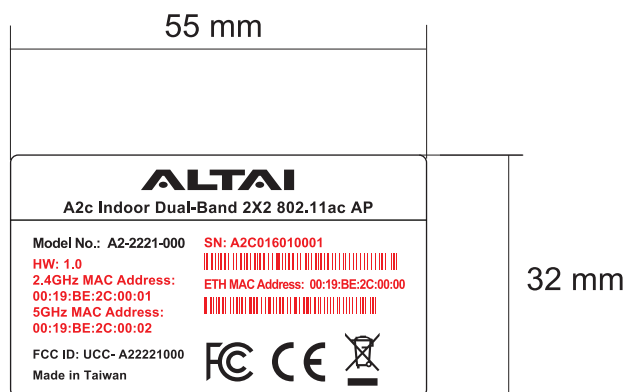 55 mm
ALTAI
A2c Indoor Dual-Band 2X2 802.11ac AP
Model No.: A2-2221-000
SN: A2C016010001
HW: 1.0
2.4GHz MAC Address:
00:19:BE:2C:00:01
5GHz MAC Address:
00:19:BE:2C:00:02
ETH MAC Address: 00:19:BE:2C:00:00
FCC ID: UCC- A22221000
Made in Taiwan
FC CE
32 mm